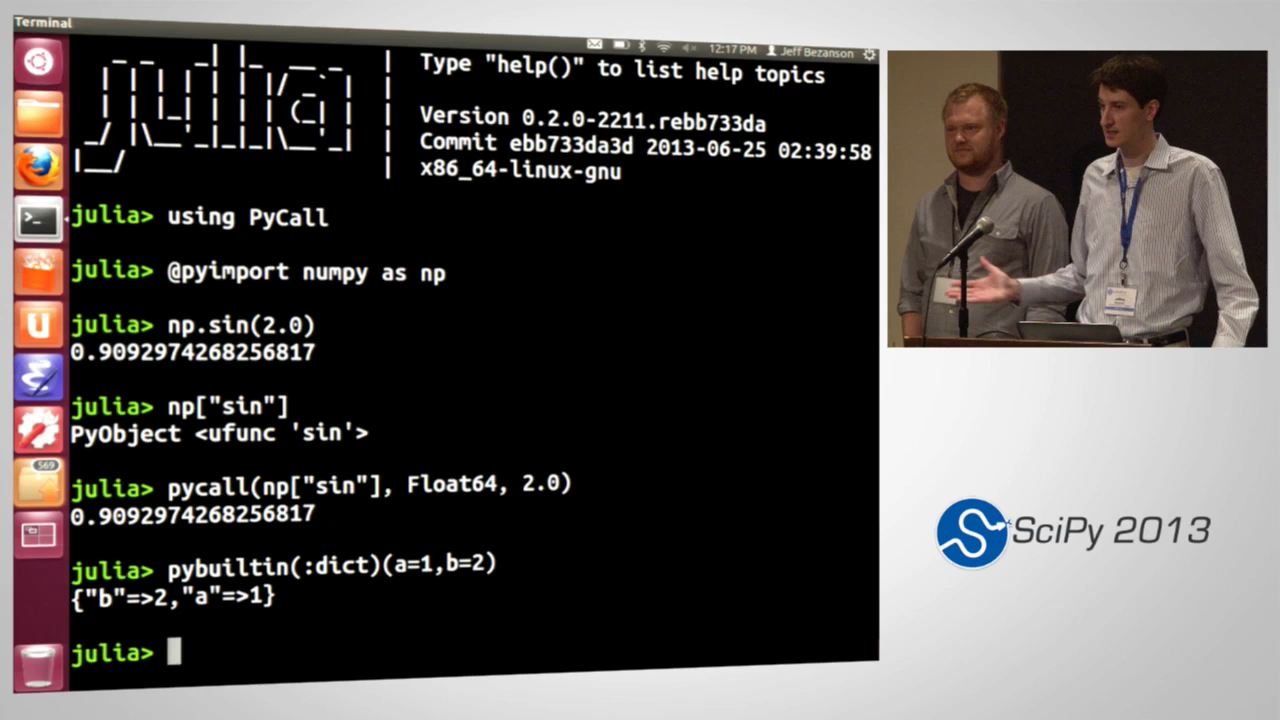 Terminal
12:17 PM Jeff Bezanson
julia
Type "help()" to list help topics
Version 0.2.0-2211.rebb733da
Commit ebb733da3d 2013-06-25 02:39:58
x86_64-linux-gnu
julia> using PyCall
julia> @pyimport numpy as np
julia> np.sin(2.0)
0.9092974268256817
julia> np["sin"]
PyObject <ufunc 'sin'>
julia> pycall(np["sin"], Float64, 2.0)
0.9092974268256817
julia> pybuiltin(:dict)(a=1,b=2)
{"b"=>2,"a"=>1}
julia>
569
SciPy 2013